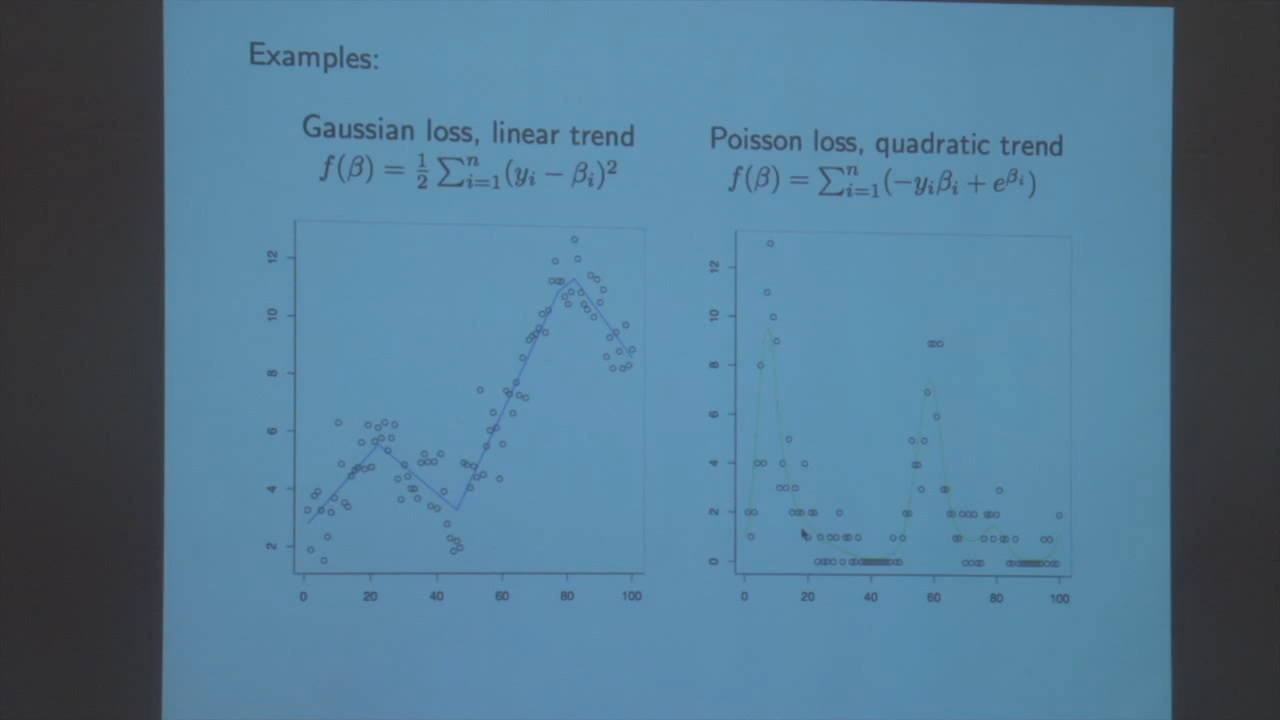 Examples:
Gaussian loss, linear trend
f(β) = ½ ∑ⁿᵢ₌₁(yᵢ − βᵢ)²
Poisson loss, quadratic trend
f(β) = ∑ⁿᵢ₌₁(−yᵢβᵢ + e^{βᵢ})
12
10
8
6
4
2
0 20 40 60 80 100
12
10
8
6
4
2
0
0 20 40 60 80 100